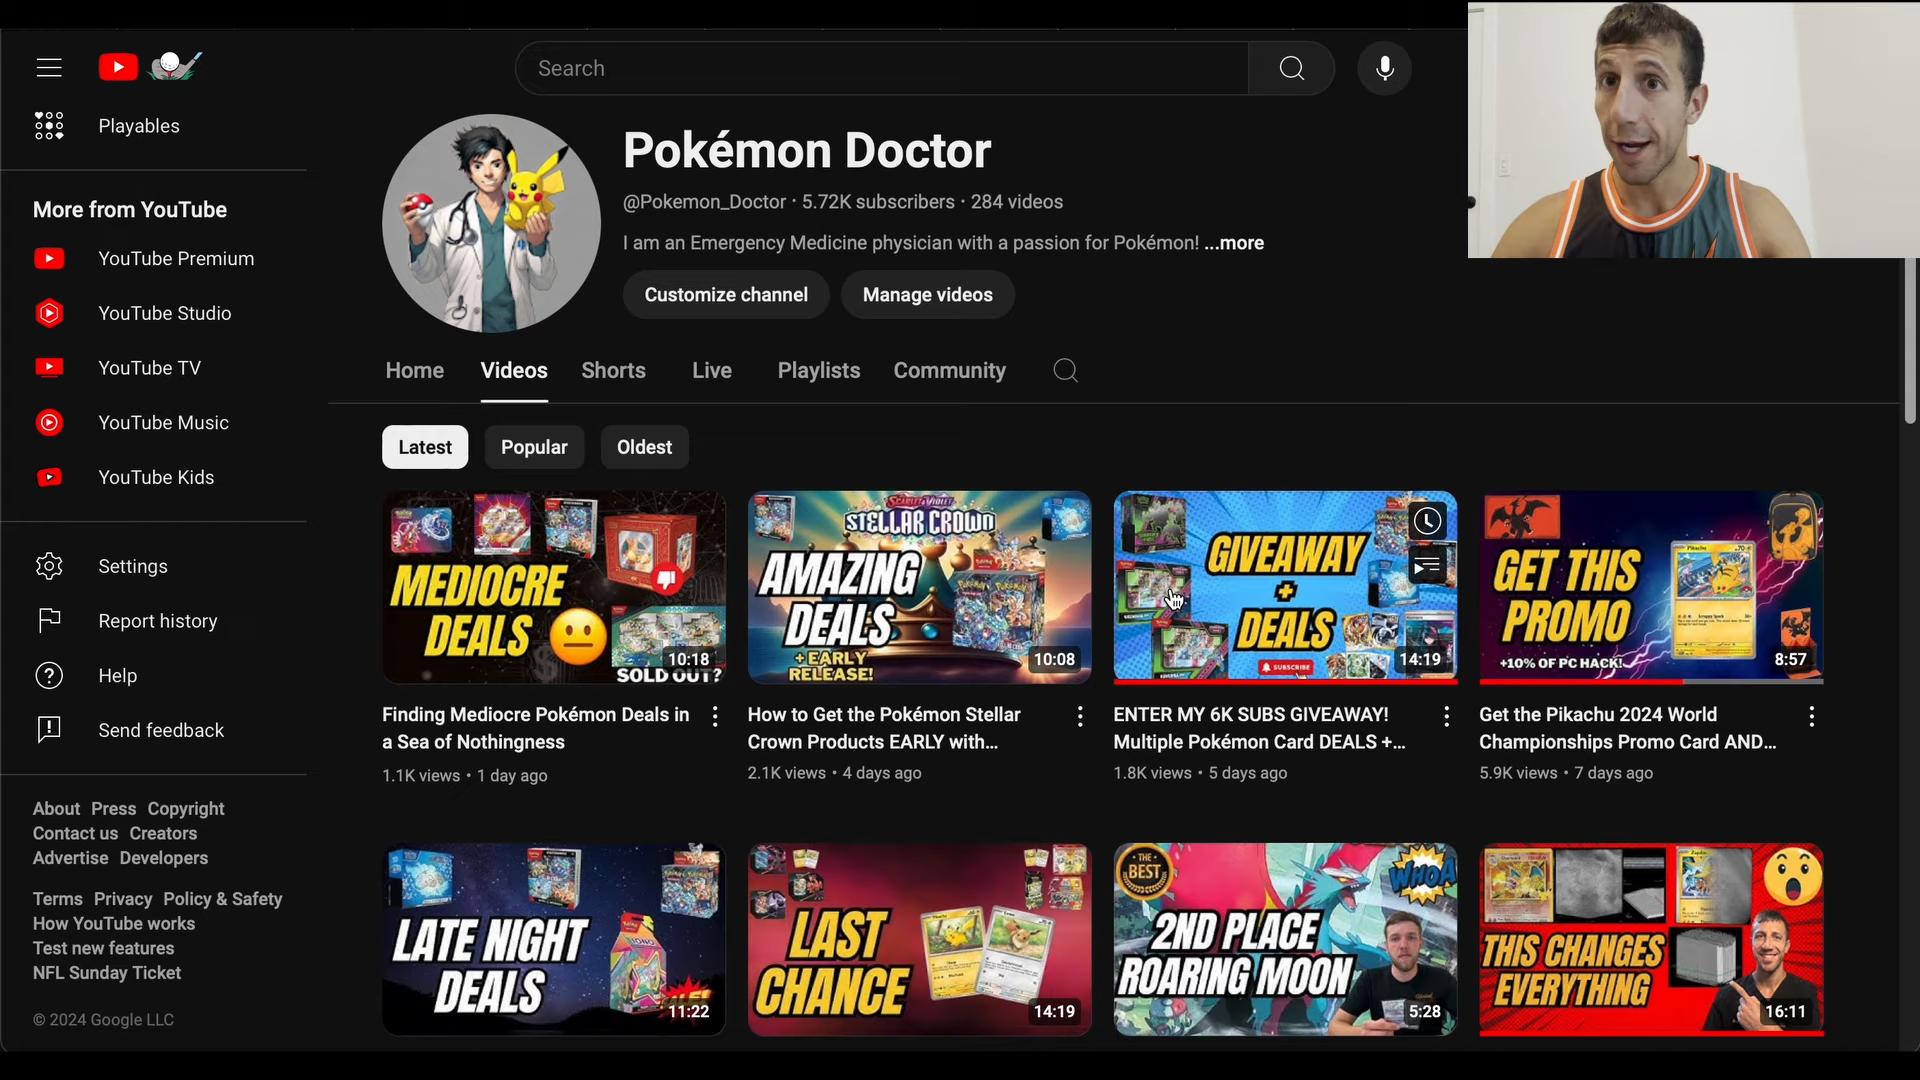 Search
Playables
More from YouTube
YouTube Premium
YouTube Studio
YouTube TV
YouTube Music
YouTube Kids
Settings
Report history
Help
Send feedback
About Press Copyright
Contact us Creators
Advertise Developers
Terms Privacy Policy & Safety
How YouTube works
Test new features
NFL Sunday Ticket
© 2024 Google LLC
Pokémon Doctor
@Pokemon_Doctor · 5.72K subscribers · 284 videos
I am an Emergency Medicine physician with a passion for Pokémon! ...more
Customize channel
Manage videos
Home
Videos
Shorts
Live
Playlists
Community
Latest
Popular
Oldest
MEDIOCRE
DEALS
10:18
SOLD OUT?
Finding Mediocre Pokémon Deals in
a Sea of Nothingness
1.1K views • 1 day ago
SCARLET & VIOLET
STELLAR CROWN
AMAZING
DEALS
+ EARLY
RELEASE!
10:08
How to Get the Pokémon Stellar
Crown Products EARLY with...
2.1K views • 4 days ago
GIVEAWAY
+
DEALS
SUBSCRIBE
14:19
ENTER MY 6K SUBS GIVEAWAY!
Multiple Pokémon Card DEALS +...
1.8K views • 5 days ago
GET THIS
PROMO
+10% OF PC HACK!
Pikachu
70
8:57
Get the Pikachu 2024 World
Championships Promo Card AND...
5.9K views • 7 days ago
LATE NIGHT
DEALS
11:22
LAST
CHANCE
14:19
THE
BEST
WHOA
2ND PLACE
ROARING MOON
5:28
THIS CHANGES
EVERYTHING
16:11